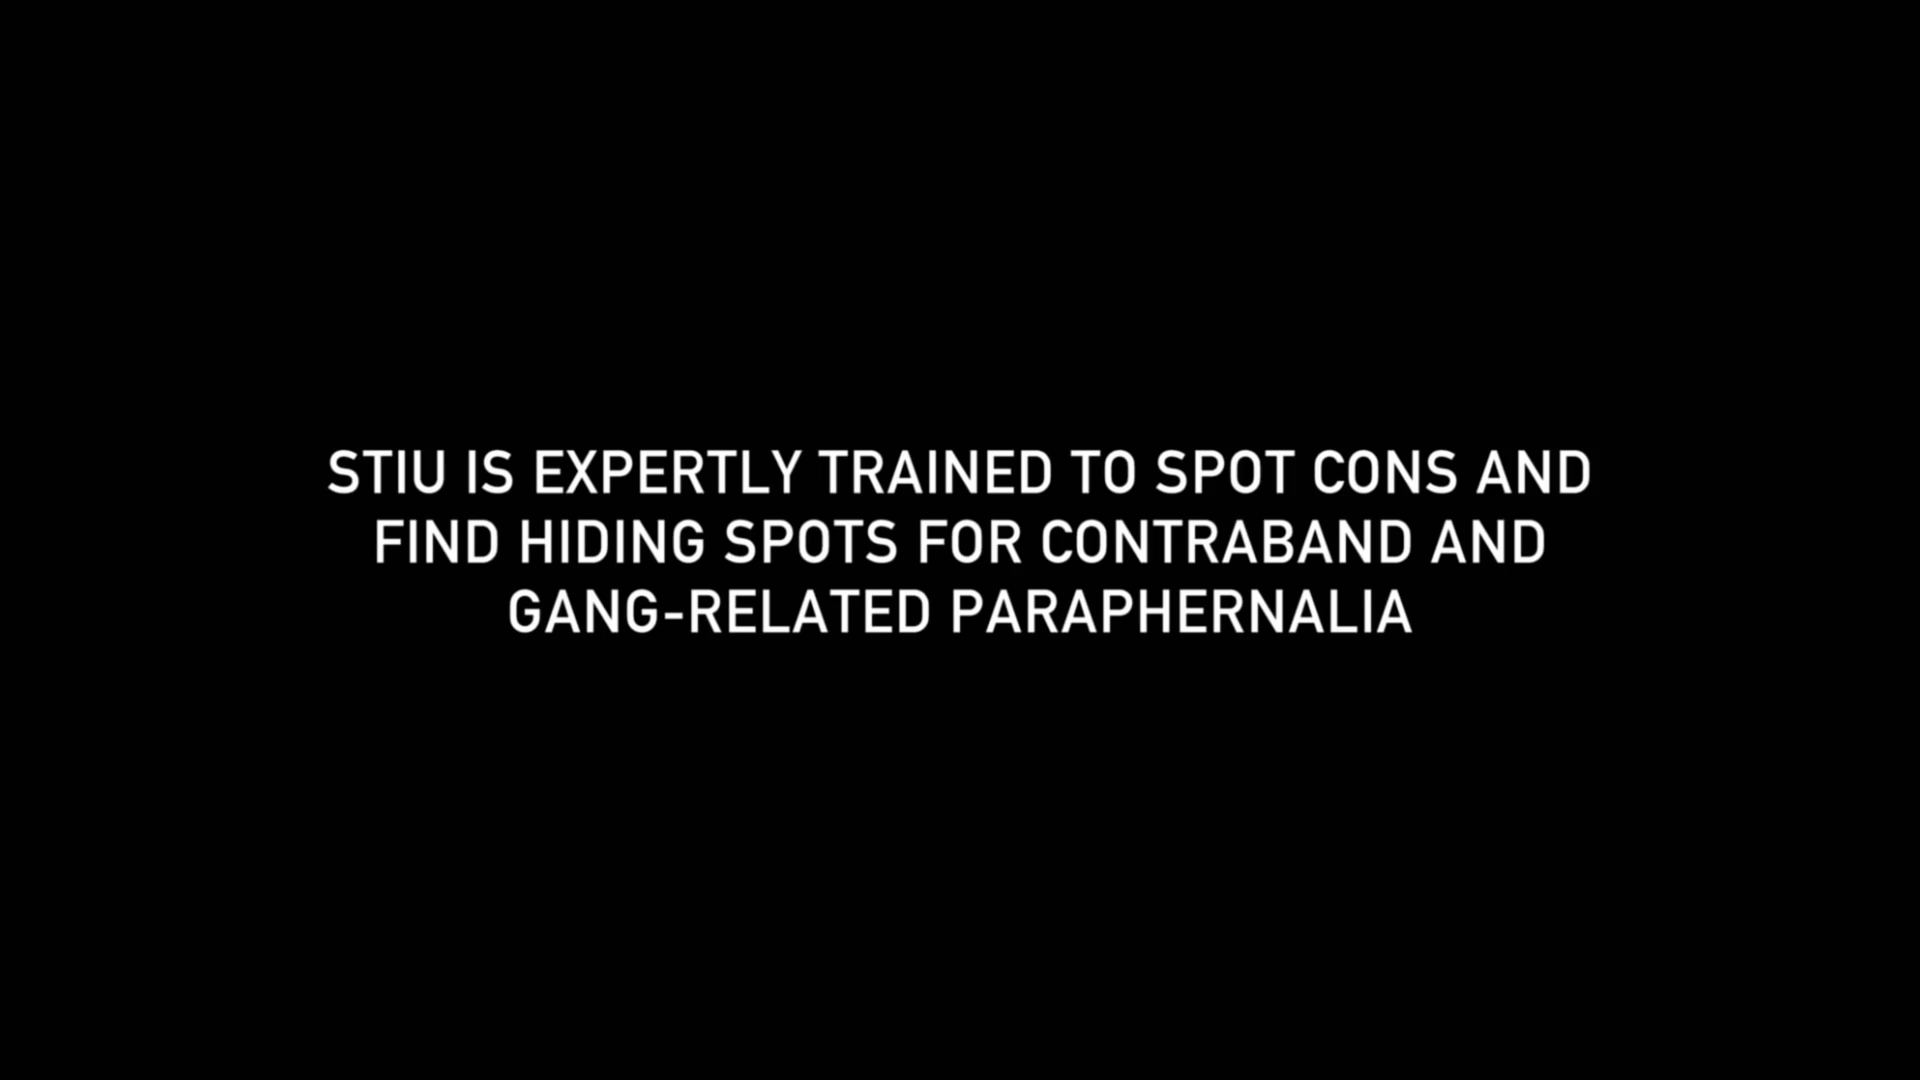 STIU IS EXPERTLY TRAINED TO SPOT CONS AND
FIND HIDING SPOTS FOR CONTRABAND AND
GANG-RELATED PARAPHERNALIA